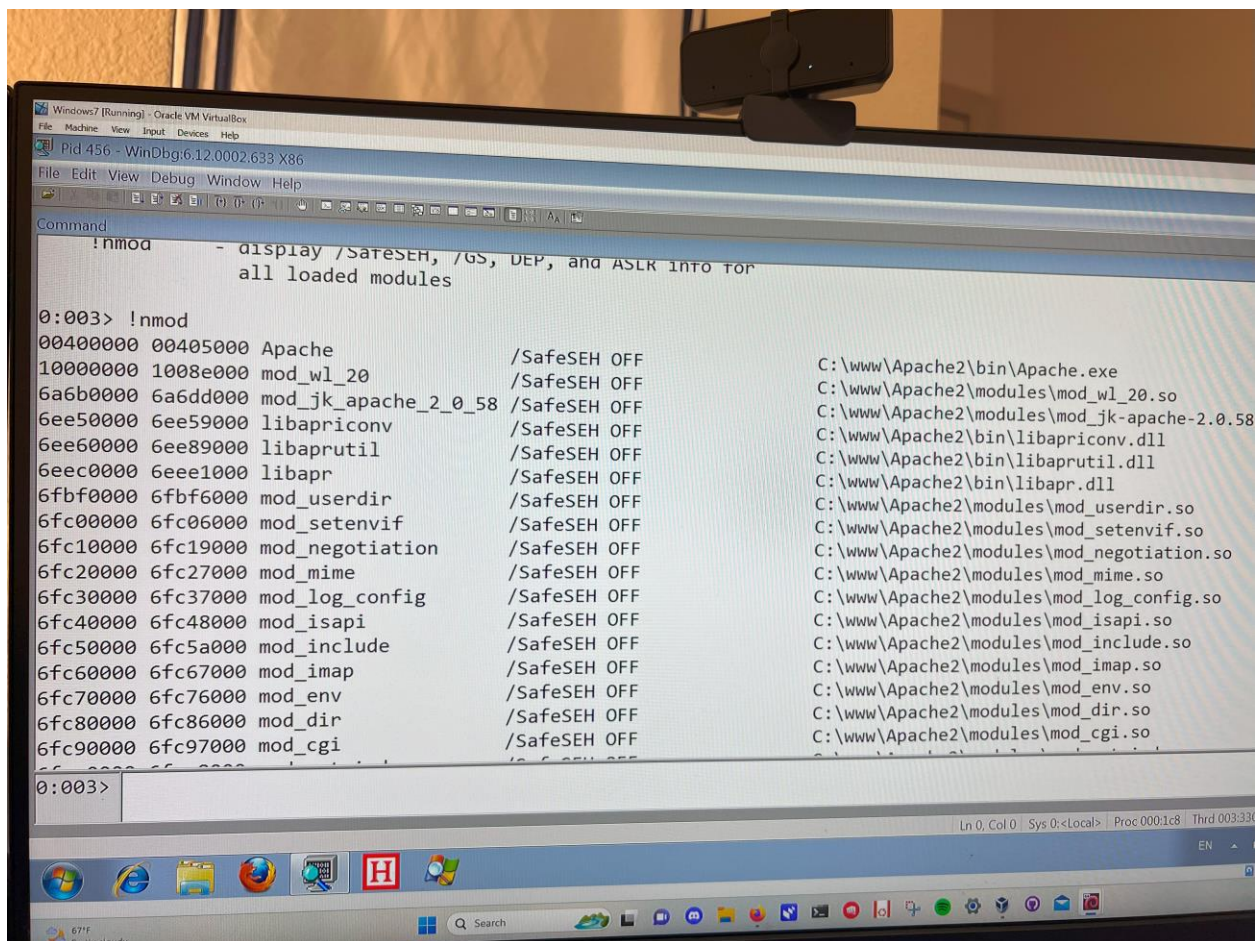 Windows7 [Running] - Oracle VM VirtualBox
File Machine View Input Devices Help
Pid 456 - WinDbg:6.12.0002.633 X86
File Edit View Debug Window Help
Command
!nmod - display /SafeSEH, /GS, DEP, and ASLR info for
all loaded modules
0:003> !nmod
00400000 00405000 Apache /SafeSEH OFF C:\www\Apache2\bin\Apache.exe
10000000 1008e000 mod_wl_20 /SafeSEH OFF C:\www\Apache2\modules\mod_wl_20.so
6a6b0000 6a6dd000 mod_jk_apache_2_0_58 /SafeSEH OFF C:\www\Apache2\modules\mod_jk-apache-2.0.58
6ee50000 6ee59000 libapriconv /SafeSEH OFF C:\www\Apache2\bin\libapriconv.dll
6ee60000 6ee89000 libaprutil /SafeSEH OFF C:\www\Apache2\bin\libaprutil.dll
6eec0000 6eee1000 libapr /SafeSEH OFF C:\www\Apache2\bin\libapr.dll
6fbf0000 6fbf6000 mod_userdir /SafeSEH OFF C:\www\Apache2\modules\mod_userdir.so
6fc00000 6fc06000 mod_setenvif /SafeSEH OFF C:\www\Apache2\modules\mod_setenvif.so
6fc10000 6fc19000 mod_negotiation /SafeSEH OFF C:\www\Apache2\modules\mod_negotiation.so
6fc20000 6fc27000 mod_mime /SafeSEH OFF C:\www\Apache2\modules\mod_mime.so
6fc30000 6fc37000 mod_log_config /SafeSEH OFF C:\www\Apache2\modules\mod_log_config.so
6fc40000 6fc48000 mod_isapi /SafeSEH OFF C:\www\Apache2\modules\mod_isapi.so
6fc50000 6fc5a000 mod_include /SafeSEH OFF C:\www\Apache2\modules\mod_include.so
6fc60000 6fc67000 mod_imap /SafeSEH OFF C:\www\Apache2\modules\mod_imap.so
6fc70000 6fc76000 mod_env /SafeSEH OFF C:\www\Apache2\modules\mod_env.so
6fc80000 6fc86000 mod_dir /SafeSEH OFF C:\www\Apache2\modules\mod_dir.so
6fc90000 6fc97000 mod_cgi /SafeSEH OFF C:\www\Apache2\modules\mod_cgi.so
0:003>
Ln 0, Col 0 Sys 0:<Local> Proc 000:1c8 Thrd 003:330
EN
H
67°F
Search